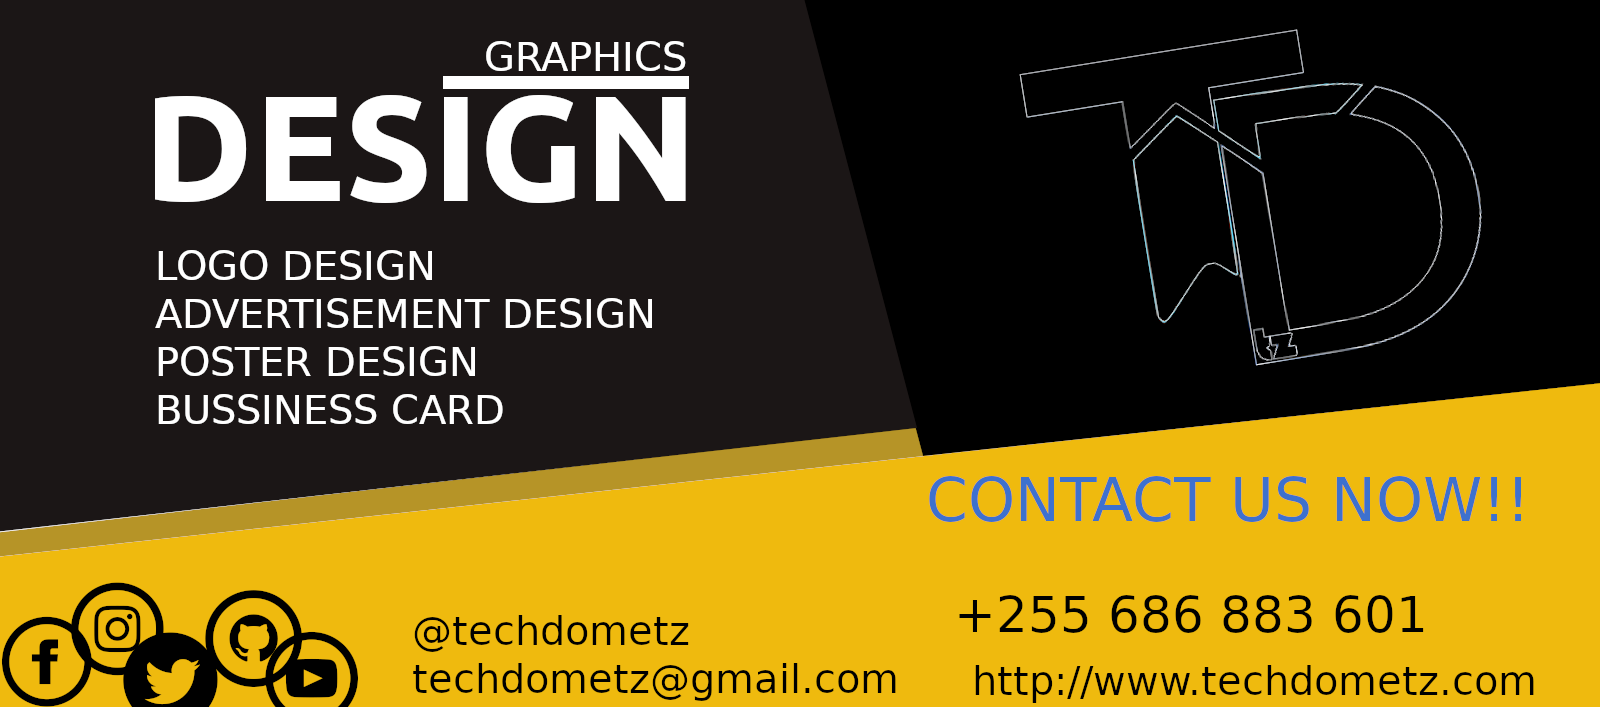 GRAPHICS
DESIGN
LOGO DESIGN
ADVERTISEMENT DESIGN
POSTER DESIGN
BUSSINESS CARD
TD
CONTACT US NOW!!
@techdometz
techdometz@gmail.com
+255 686 883 601
http://www.techdometz.com